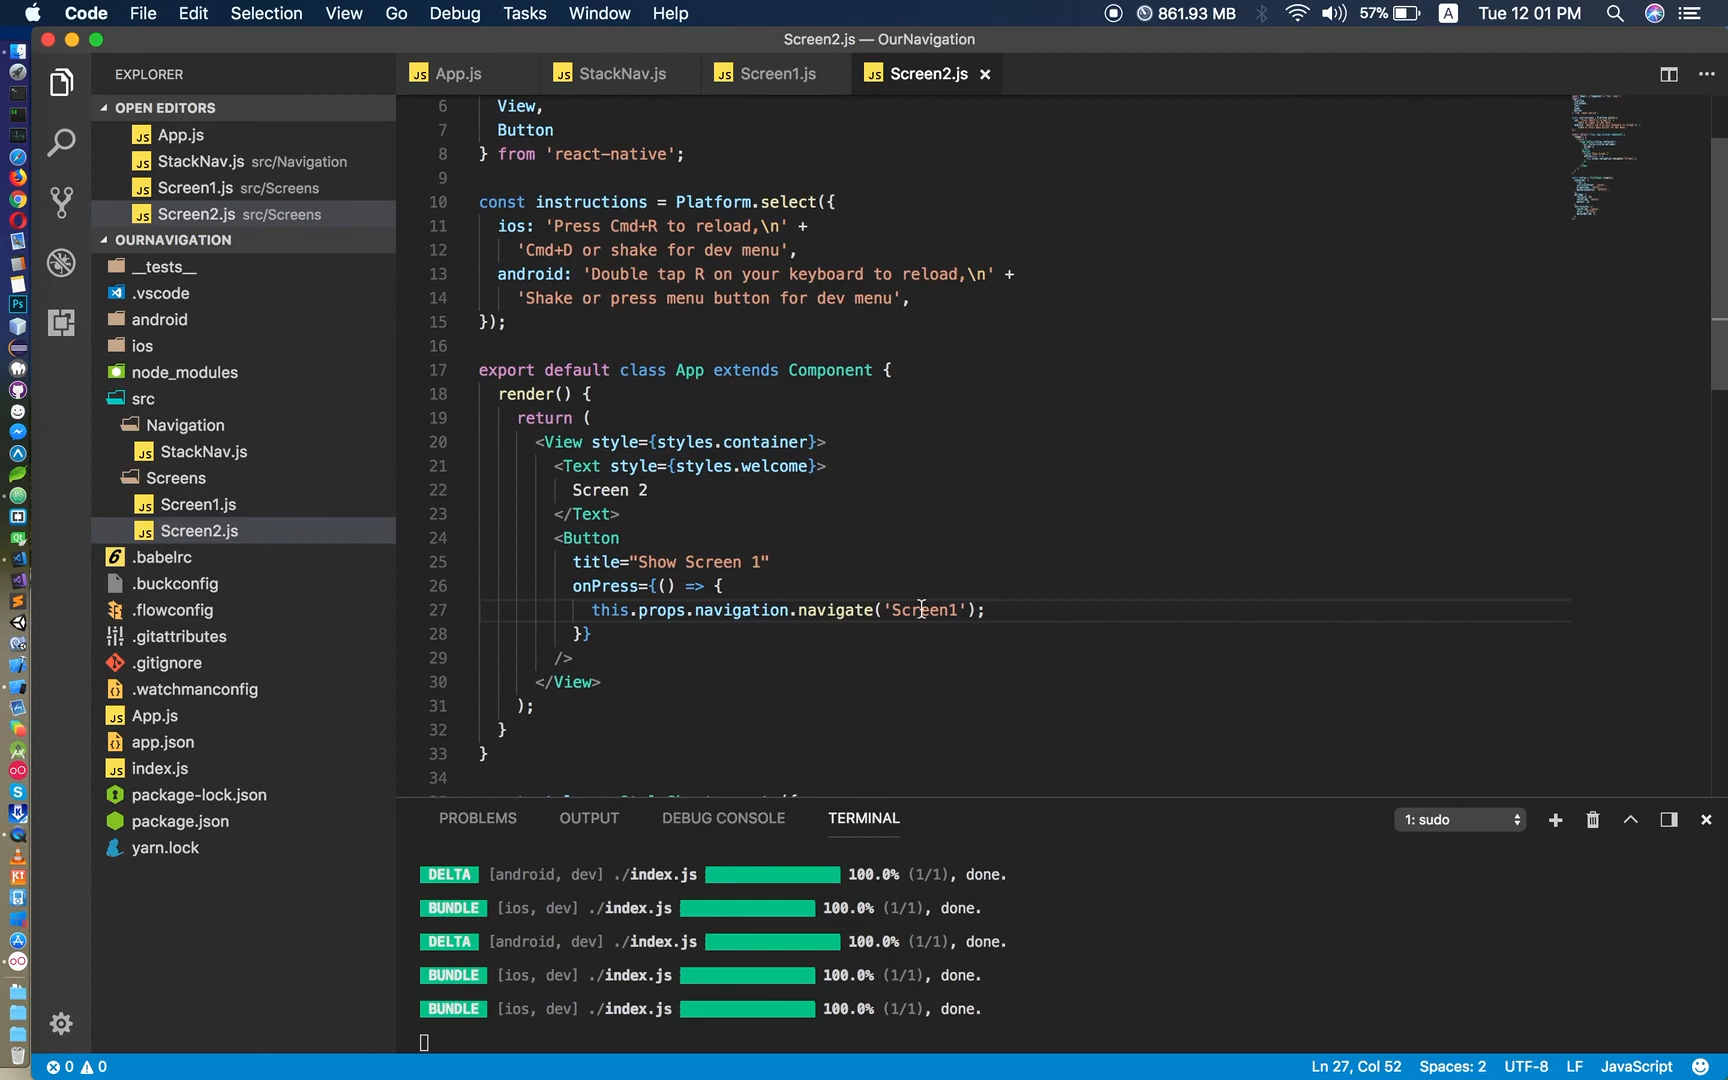 Code File Edit Selection View Go Debug Tasks Window Help 861.93 MB 57% A Tue 12 01 PM
Screen2.js — OurNavigation
EXPLORER
App.js StackNav.js Screen1.js Screen2.js
OPEN EDITORS
App.js
StackNav.js src/Navigation
Screen1.js src/Screens
Screen2.js src/Screens
OURNAVIGATION
__tests__
.vscode
android
ios
node_modules
src
Navigation
StackNav.js
Screens
Screen1.js
Screen2.js
.babelrc
.buckconfig
.flowconfig
.gitattributes
.gitignore
.watchmanconfig
App.js
app.json
index.js
package-lock.json
package.json
yarn.lock
6 View,
7 Button
8 } from 'react-native';
9
10 const instructions = Platform.select({
11 ios: 'Press Cmd+R to reload,\n' +
12 'Cmd+D or shake for dev menu',
13 android: 'Double tap R on your keyboard to reload,\n' +
14 'Shake or press menu button for dev menu',
15 });
16
17 export default class App extends Component {
18 render() {
19 return (
20 <View style={styles.container}>
21 <Text style={styles.welcome}>
22 Screen 2
23 </Text>
24 <Button
25 title="Show Screen 1"
26 onPress={() => {
27 this.props.navigation.navigate('Screen1');
28 }}
29 />
30 </View>
31 );
32 }
33 }
34
PROBLEMS OUTPUT DEBUG CONSOLE TERMINAL 1: sudo
DELTA [android, dev] ./index.js 100.0% (1/1), done.
BUNDLE [ios, dev] ./index.js 100.0% (1/1), done.
DELTA [android, dev] ./index.js 100.0% (1/1), done.
BUNDLE [ios, dev] ./index.js 100.0% (1/1), done.
BUNDLE [ios, dev] ./index.js 100.0% (1/1), done.
0 0 Ln 27, Col 52 Spaces: 2 UTF-8 LF JavaScript